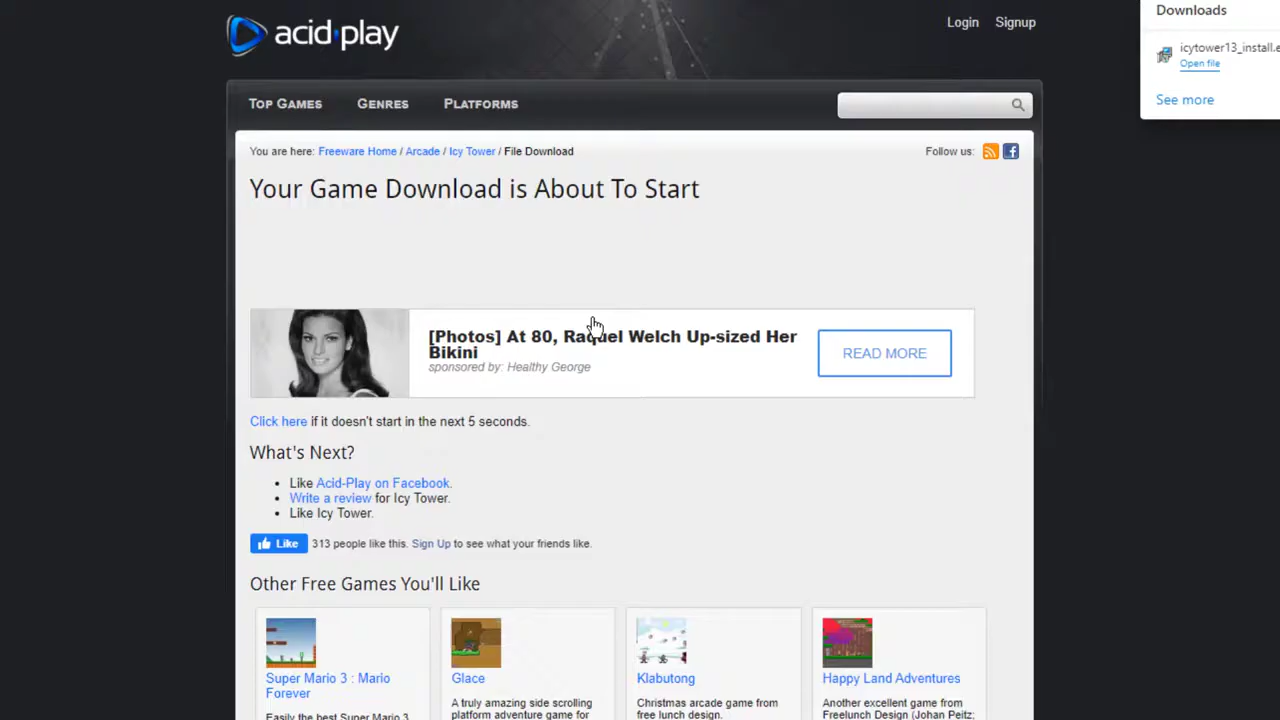 acid·play
Login Signup
Downloads
icytower13_install.e
Open file
See more
TOP GAMES GENRES PLATFORMS
You are here: Freeware Home / Arcade / Icy Tower / File Download
Follow us:
Your Game Download is About To Start
[Photos] At 80, Raquel Welch Up-sized Her
Bikini
sponsored by: Healthy George
READ MORE
Click here if it doesn't start in the next 5 seconds.
What's Next?
Like Acid-Play on Facebook.
Write a review for Icy Tower.
Like Icy Tower.
Like 313 people like this. Sign Up to see what your friends like.
Other Free Games You'll Like
Super Mario 3 : Mario
Forever
Easily the best Super Mario 3
Glace
A truly amazing side scrolling
platform adventure game for
Klabutong
Christmas arcade game from
free lunch design.
Happy Land Adventures
Another excellent game from
Freelunch Design (Johan Peitz;